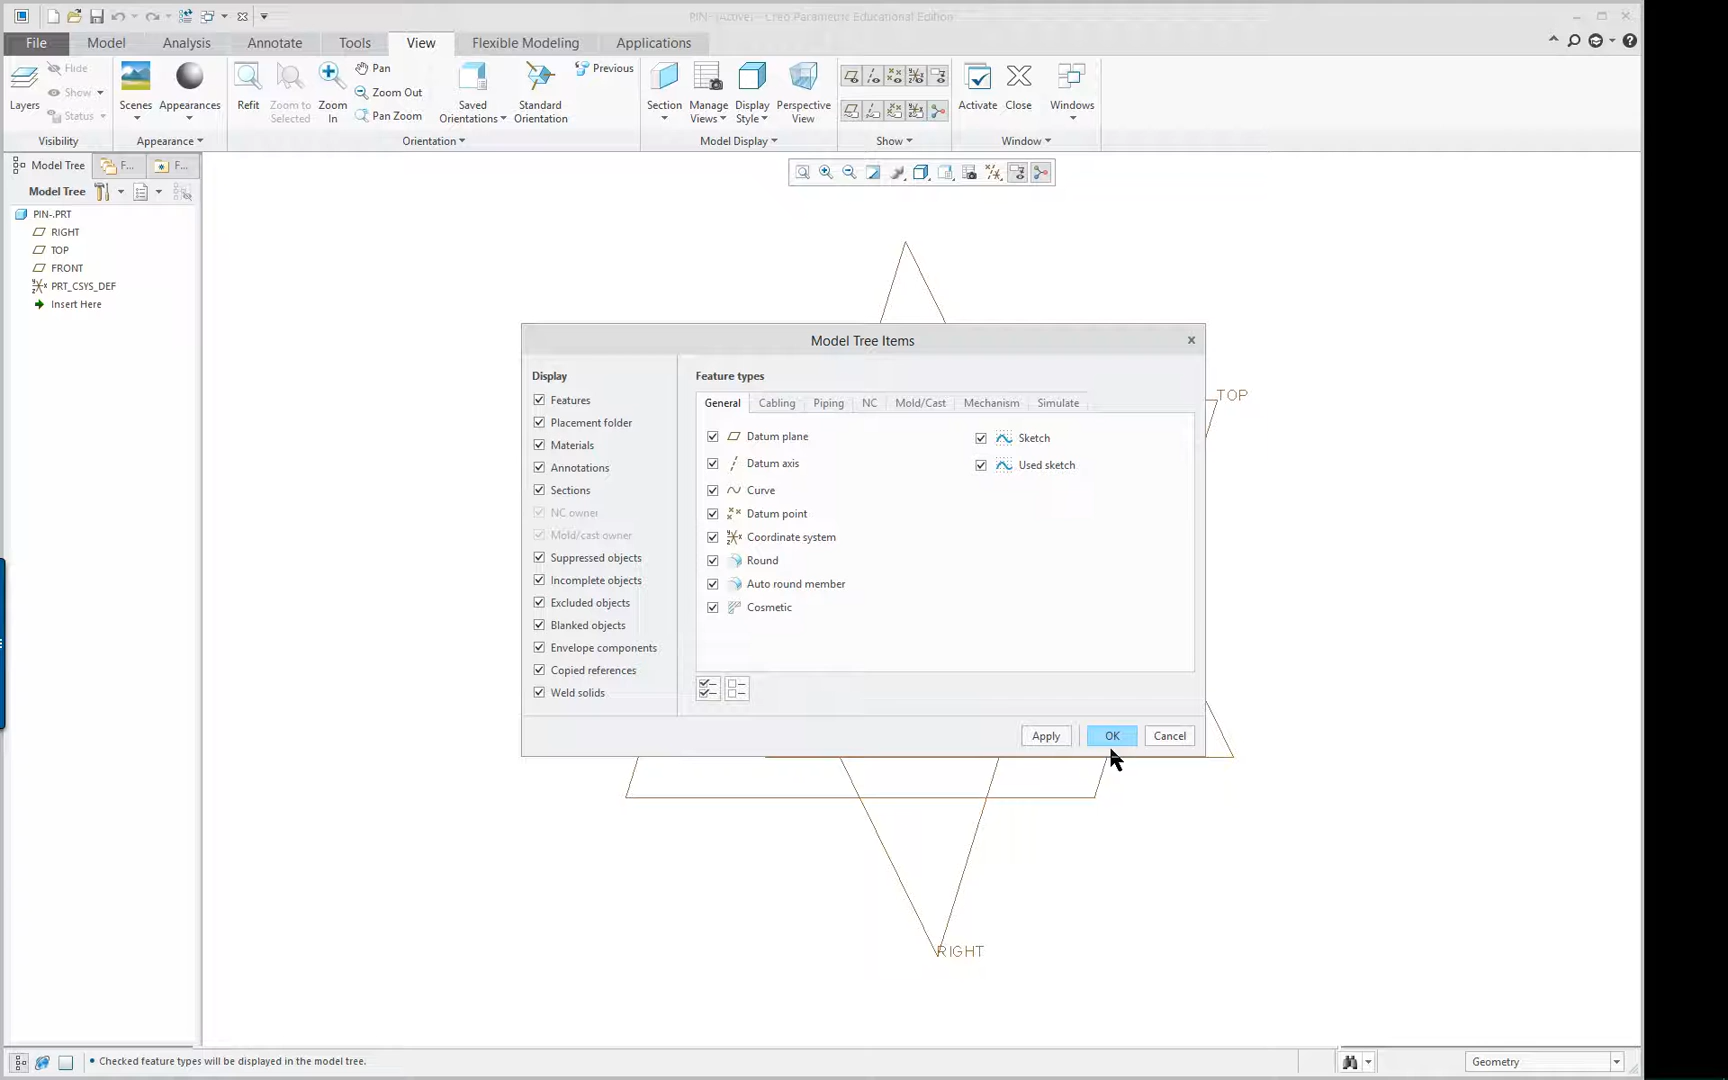 PIN- (Active) - Creo Parametric Educational Edition
File Model Analysis Annotate Tools View Flexible Modeling Applications
Layers
Hide
Show
Status
Visibility
Scenes
Appearances
Appearance
Refit
Zoom to
Selected
Zoom
In
Pan
Zoom Out
Pan Zoom
Saved
Orientations
Standard
Orientation
Previous
Orientation
Section
Manage
Views
Display
Style
Perspective
View
Model Display
Show
Activate
Close
Windows
Window
Model Tree F... F...
Model Tree
PIN-.PRT
RIGHT
TOP
FRONT
PRT_CSYS_DEF
Insert Here
Model Tree Items
Display
Features
Placement folder
Materials
Annotations
Sections
NC owner
Mold/cast owner
Suppressed objects
Incomplete objects
Excluded objects
Blanked objects
Envelope components
Copied references
Weld solids
Feature types
General Cabling Piping NC Mold/Cast Mechanism Simulate
Datum plane
Datum axis
Curve
Datum point
Coordinate system
Round
Auto round member
Cosmetic
Sketch
Used sketch
Apply OK Cancel
TOP
RIGHT
• Checked feature types will be displayed in the model tree.
Geometry